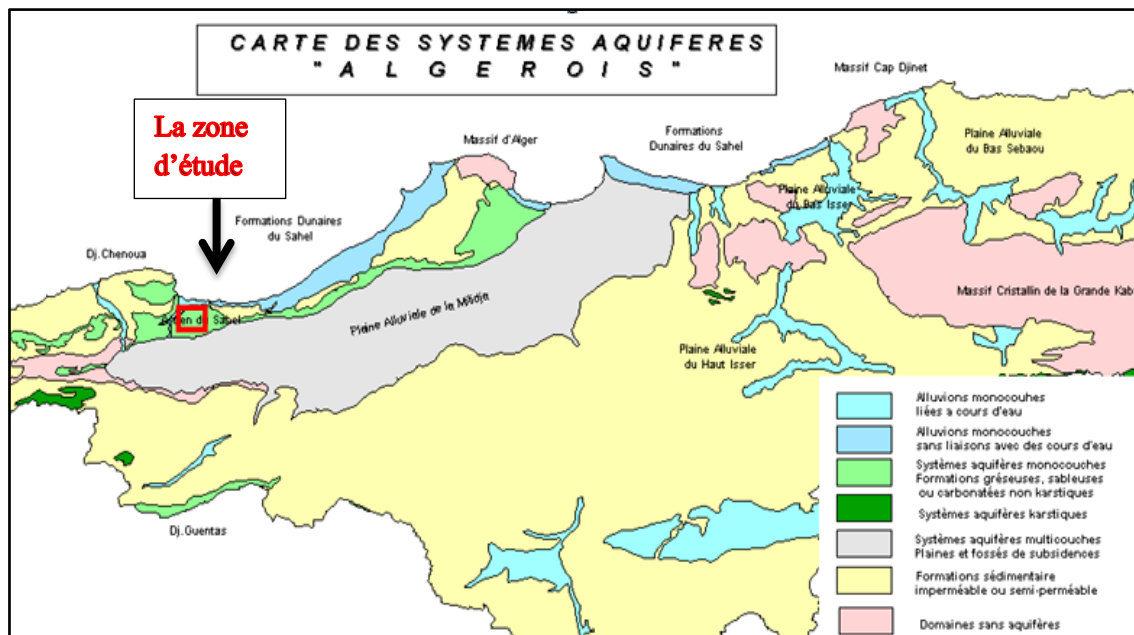 CARTE DES SYSTEMES AQUIFERES
" A L G E R O I S "
Massif Cap Djinet
La zone
d'étude
Massif d'Alger
Formations
Dunaires du Sahel
Plaine Alluviale
du Bas Sebaou
Plaine Alluviale
du Bas Isser
Formations Dunaires
du Sahel
Dj.Chenoua
Massif Cristallin de la Grande Kab
Plaine Alluviale de la Mitidja
du Sahel
Plaine Alluviale
du Haut Isser
Dj.Guentas
Alluvions monocouhes
liées a cours d'eau
Alluvions monocouches
sans liaisons avec des cours d'eau
Systèmes aquifères monocouches
Formations gréseuses, sableuses
ou carbonatées non karstiques
Systèmes aquifères karstiques
Systèmes aquifères multicouches
Plaines et fossés de subsidences
Formations sédimentaire
imperméable ou semi-perméable
Domaines sans aquifères